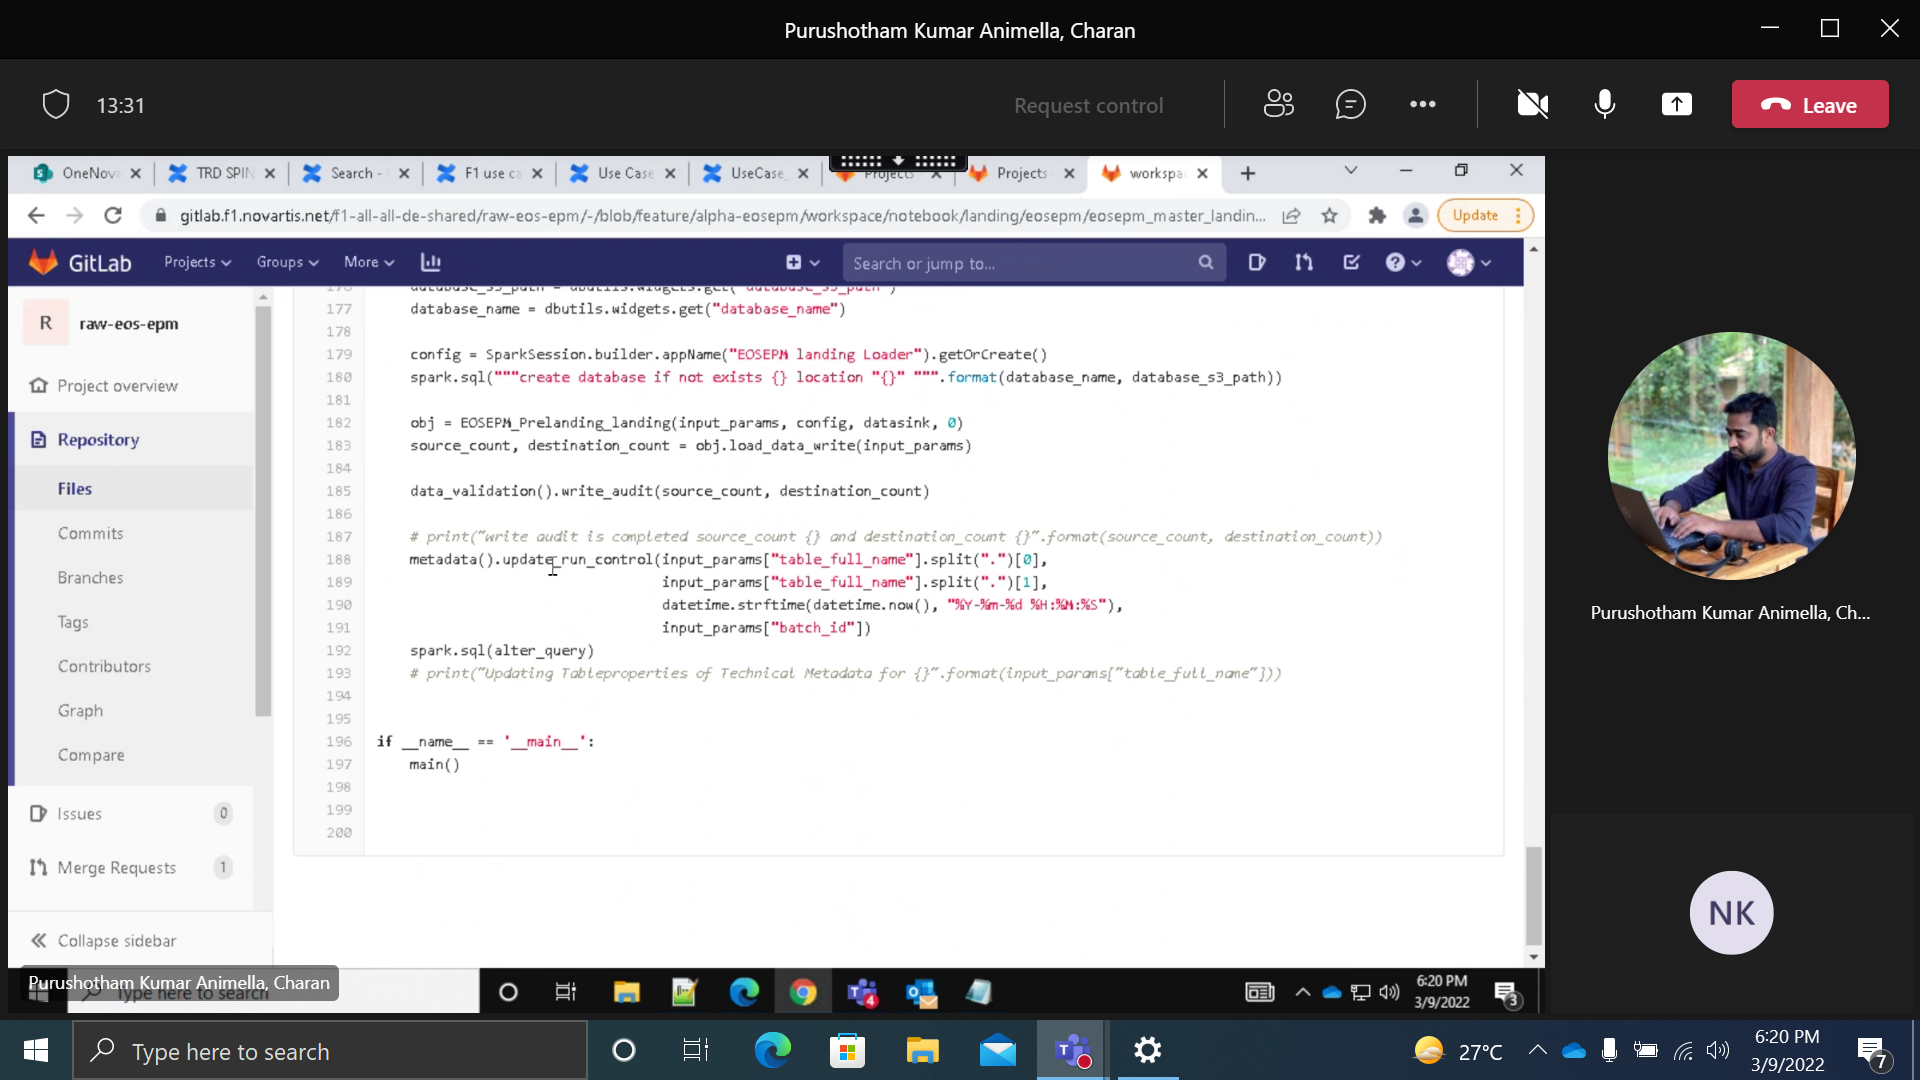 Purushotham Kumar Animella, Charan
13:31
Request control
Leave
OneNova
TRD SPIN
Search -
F1 use ca
Use Case
UseCase_
Projects
Projects
workspa
gitlab.f1.novartis.net/f1-all-all-de-shared/raw-eos-epm/-/blob/feature/alpha-eosepm/workspace/notebook/landing/eosepm/eosepm_master_landin...
Update
GitLab
Projects
Groups
More
Search or jump to...
R
raw-eos-epm
Project overview
Repository
Files
Commits
Branches
Tags
Contributors
Graph
Compare
Issues 0
Merge Requests 1
Collapse sidebar
176 database_s3_path = dbutils.widgets.get("database_s3_path")
177 database_name = dbutils.widgets.get("database_name")
178
179 config = SparkSession.builder.appName("EOSEPM landing Loader").getOrCreate()
180 spark.sql("""create database if not exists {} location "{}" """.format(database_name, database_s3_path))
181
182 obj = EOSEPM_Prelanding_landing(input_params, config, datasink, 0)
183 source_count, destination_count = obj.load_data_write(input_params)
184
185 data_validation().write_audit(source_count, destination_count)
186
187 # print("write audit is completed source_count {} and destination_count {}".format(source_count, destination_count))
188 metadata().update_run_control(input_params["table_full_name"].split(".")[0],
189 input_params["table_full_name"].split(".")[1],
190 datetime.strftime(datetime.now(), "%Y-%m-%d %H:%M:%S"),
191 input_params["batch_id"])
192 spark.sql(alter_query)
193 # print("Updating Tableproperties of Technical Metadata for {}".format(input_params["table_full_name"]))
194
195
196 if __name__ == '__main__':
197 main()
198
199
200
Purushotham Kumar Animella, Ch...
NK
Purushotham Kumar Animella, Charan
Type here to search
4
6:20 PM
3/9/2022
3
Type here to search
27°C
6:20 PM
3/9/2022
7